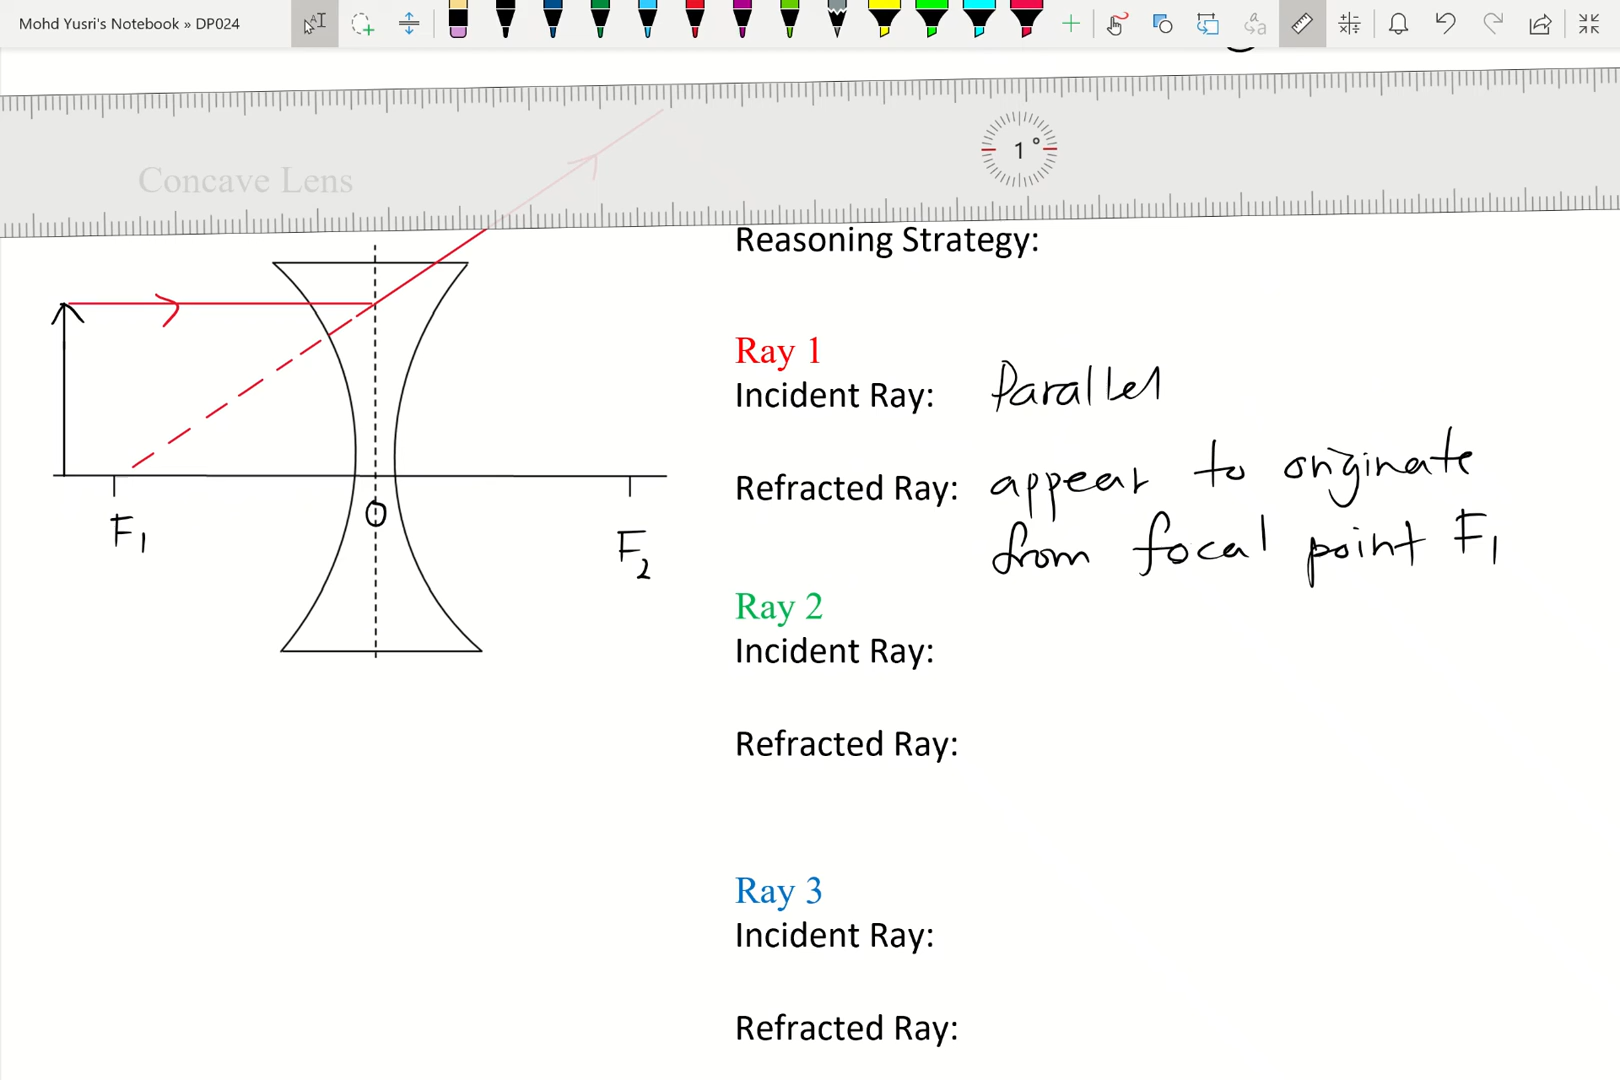 Mohd Yusri's Notebook » DP024
1°
Concave Lens
Reasoning Strategy:
Ray 1
Incident Ray: Parallel
Refracted Ray: appear to originate
from focal point F1
O
F1
F2
Ray 2
Incident Ray:
Refracted Ray:
Ray 3
Incident Ray:
Refracted Ray: